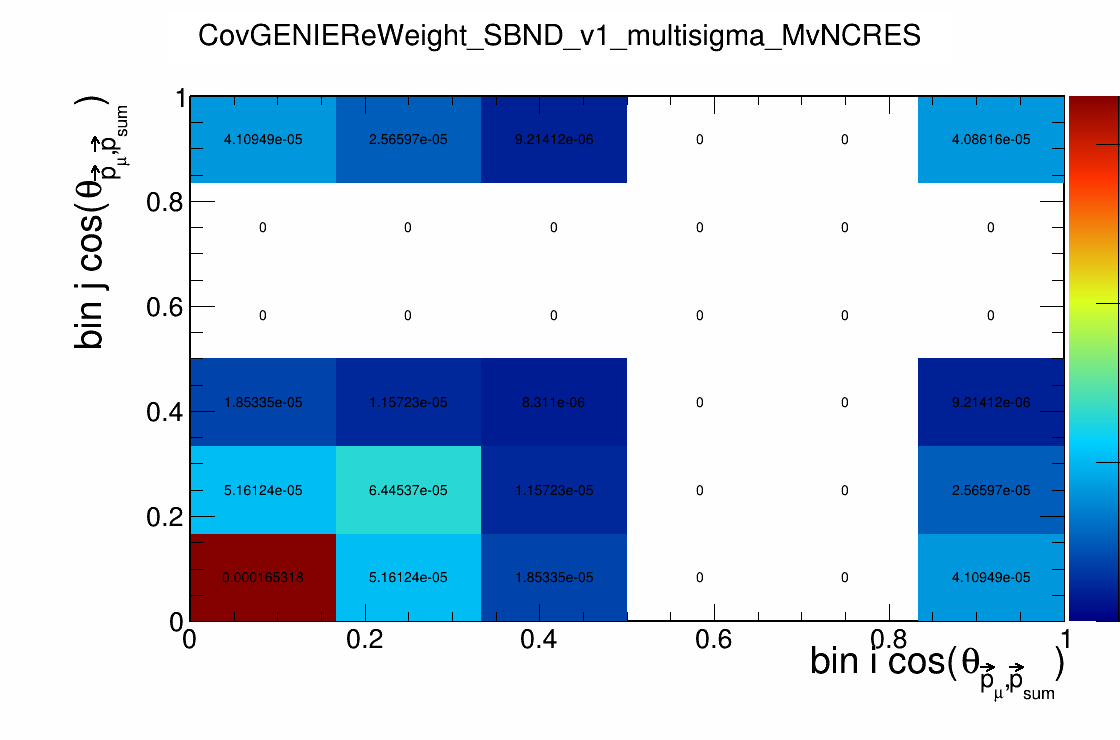 CovGENIEReWeight_SBND_v1_multisigma_MvNCRES
bin j cos(θ p⃗μ,p⃗sum)
1
4.10949e-05 2.56597e-05 9.21412e-06 0 0 4.08616e-05
0.8
0 0 0 0 0 0
0.6
0 0 0 0 0 0
1.85335e-05 1.15723e-05 8.311e-06 0 0 9.21412e-06
0.4
5.16124e-05 6.44537e-05 1.15723e-05 0 0 2.56597e-05
0.2
0.000165318 5.16124e-05 1.85335e-05 0 0 4.10949e-05
0
0 0.2 0.4 0.6 0.8 1
bin i cos(θ p⃗μ,p⃗sum)